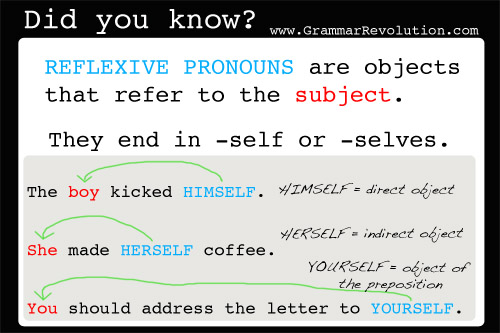 Did you know?
www.GrammarRevolution.com
REFLEXIVE PRONOUNS are objects
that refer to the subject.
They end in -self or -selves.
The boy kicked HIMSELF.
HIMSELF = direct object
She made HERSELF coffee.
HERSELF = indirect object
YOURSELF = object of
the preposition
You should address the letter to YOURSELF.